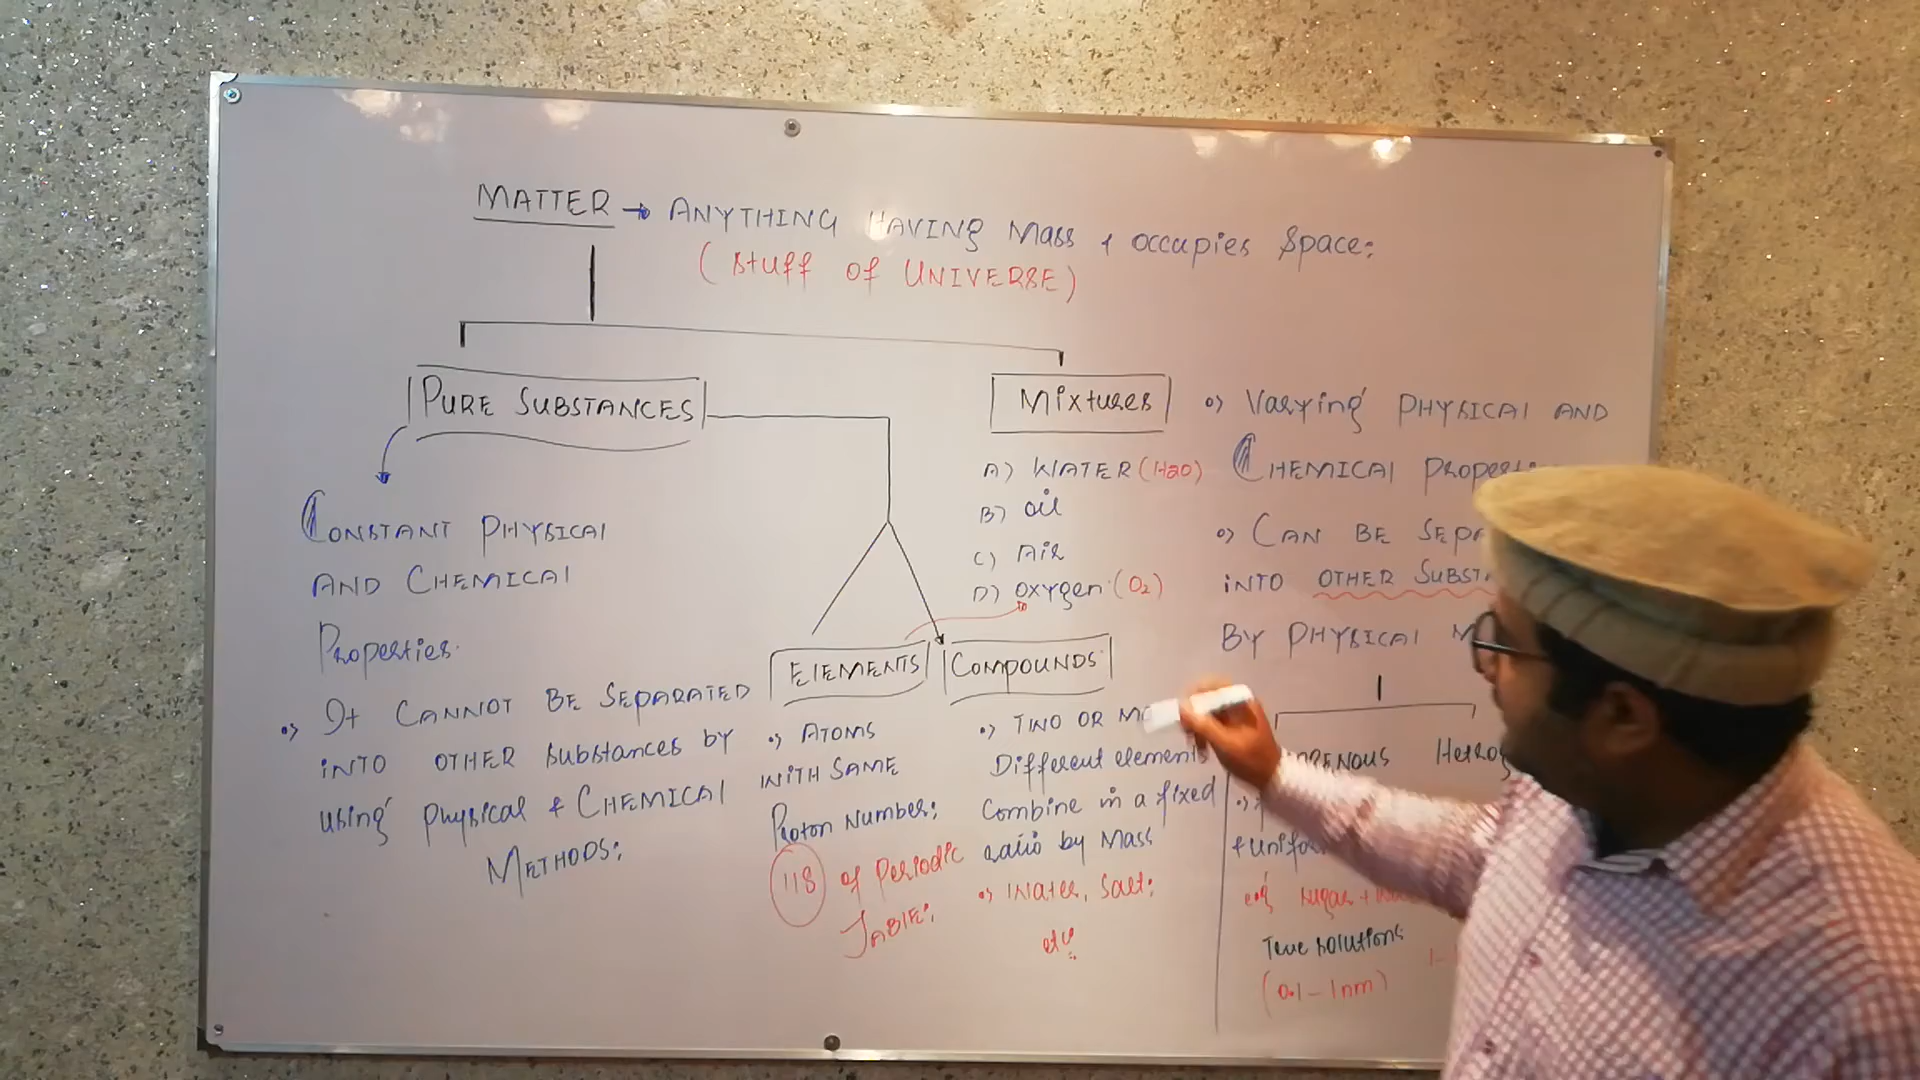 MATTER → ANYTHING HAVING MASS + OCCUPIES SPACE:
(Stuff of UNIVERSE)
PURE SUBSTANCES
CONSTANT PHYSICAL
AND CHEMICAL
Properties.
•) It CANNOT BE SEPARATED
iNTO OTHER substances by
using physical + CHEMICAL
METHODS:
ELEMENTS
•) ATOMS
WITH SAME
Proton Number:
118 of Periodic
TABLE:
COMPOUNDS
•) TWO OR
Different elements
Combine in a fixed
ratio by Mass
•) Water, Salt:
etc
Mixtures
A) WATER (H2O)
B) Oil
C) Air
D) Oxygen (O2)
•) Varying PHYSICAL AND
CHEMICAL
•) CAN BE
iNTO OTHER
BY PHYSICAL
+
eg sugar +
True solutions
(0.1 - 1nm)